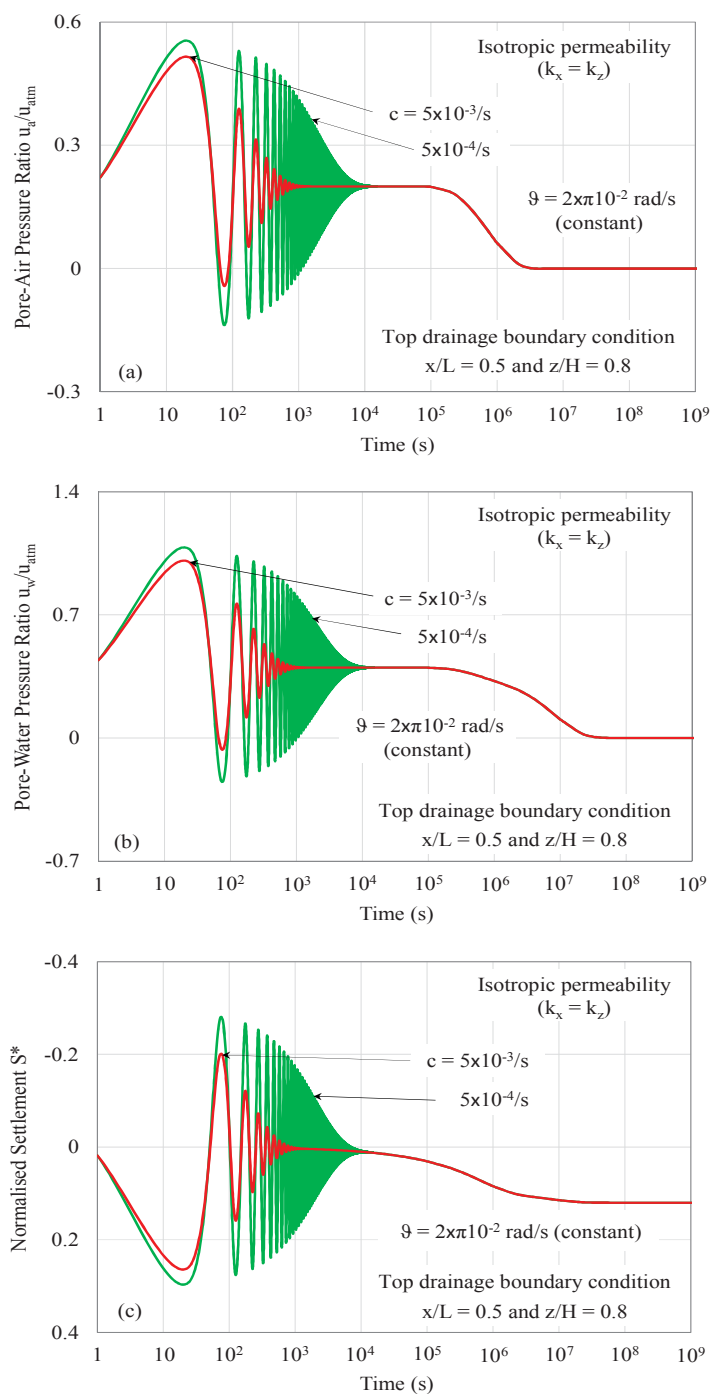 0.6
0.3
0
-0.3
Pore-Air Pressure Ratio uₐ/uₐₜₘ
Isotropic permeability
(kₓ = k_z)
c = 5x10⁻³/s
5x10⁻⁴/s
ϑ = 2xπ10⁻² rad/s
(constant)
Top drainage boundary condition
x/L = 0.5 and z/H = 0.8
(a)
1 10 10² 10³ 10⁴ 10⁵ 10⁶ 10⁷ 10⁸ 10⁹
Time (s)
1.4
0.7
0
-0.7
Pore-Water Pressure Ratio u_w/uₐₜₘ
Isotropic permeability
(kₓ = k_z)
c = 5x10⁻³/s
5x10⁻⁴/s
ϑ = 2xπ10⁻² rad/s
(constant)
Top drainage boundary condition
x/L = 0.5 and z/H = 0.8
(b)
1 10 10² 10³ 10⁴ 10⁵ 10⁶ 10⁷ 10⁸ 10⁹
Time (s)
-0.4
-0.2
0
0.2
0.4
Normalised Settlement S*
Isotropic permeability
(kₓ = k_z)
c = 5x10⁻³/s
5x10⁻⁴/s
ϑ = 2xπ10⁻² rad/s (constant)
Top drainage boundary condition
x/L = 0.5 and z/H = 0.8
(c)
1 10 10² 10³ 10⁴ 10⁵ 10⁶ 10⁷ 10⁸ 10⁹
Time (s)